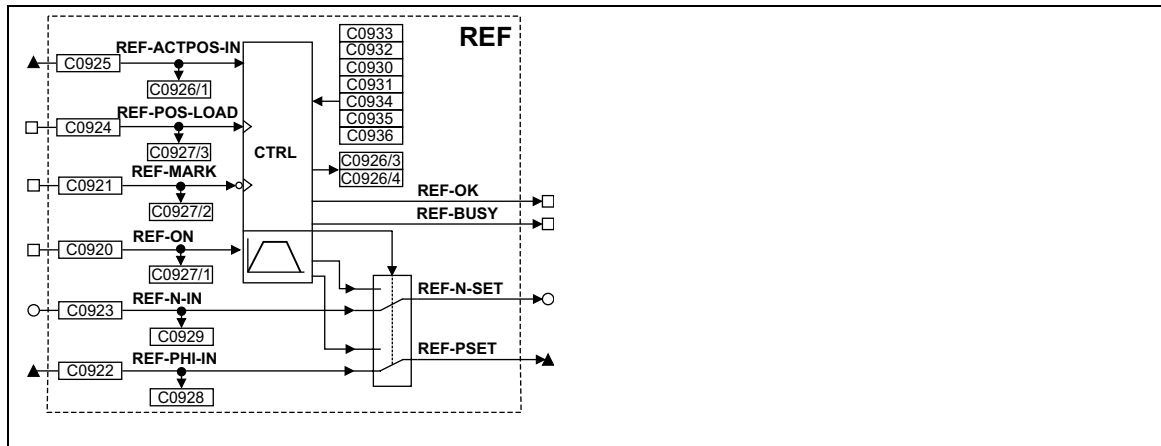 REF
C0933
C0932
C0930
C0931
C0934
C0935
C0936
REF-ACTPOS-IN
C0925
C0926/1
REF-POS-LOAD
C0924
C0927/3
CTRL
C0926/3
C0926/4
REF-MARK
C0921
C0927/2
REF-OK
REF-BUSY
REF-ON
C0920
C0927/1
REF-N-IN
C0923
C0929
REF-N-SET
REF-PHI-IN
C0922
C0928
REF-PSET